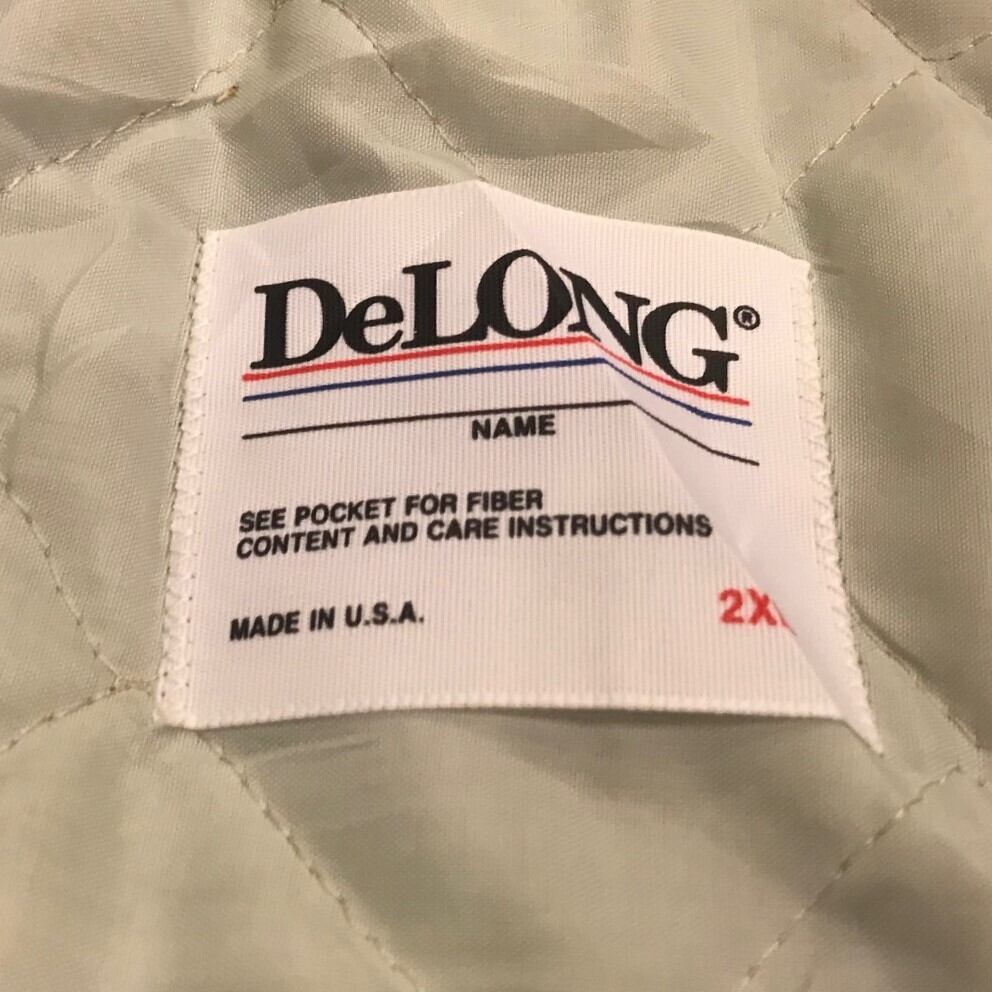 DeLONG®
NAME
SEE POCKET FOR FIBER
CONTENT AND CARE INSTRUCTIONS
MADE IN U.S.A.